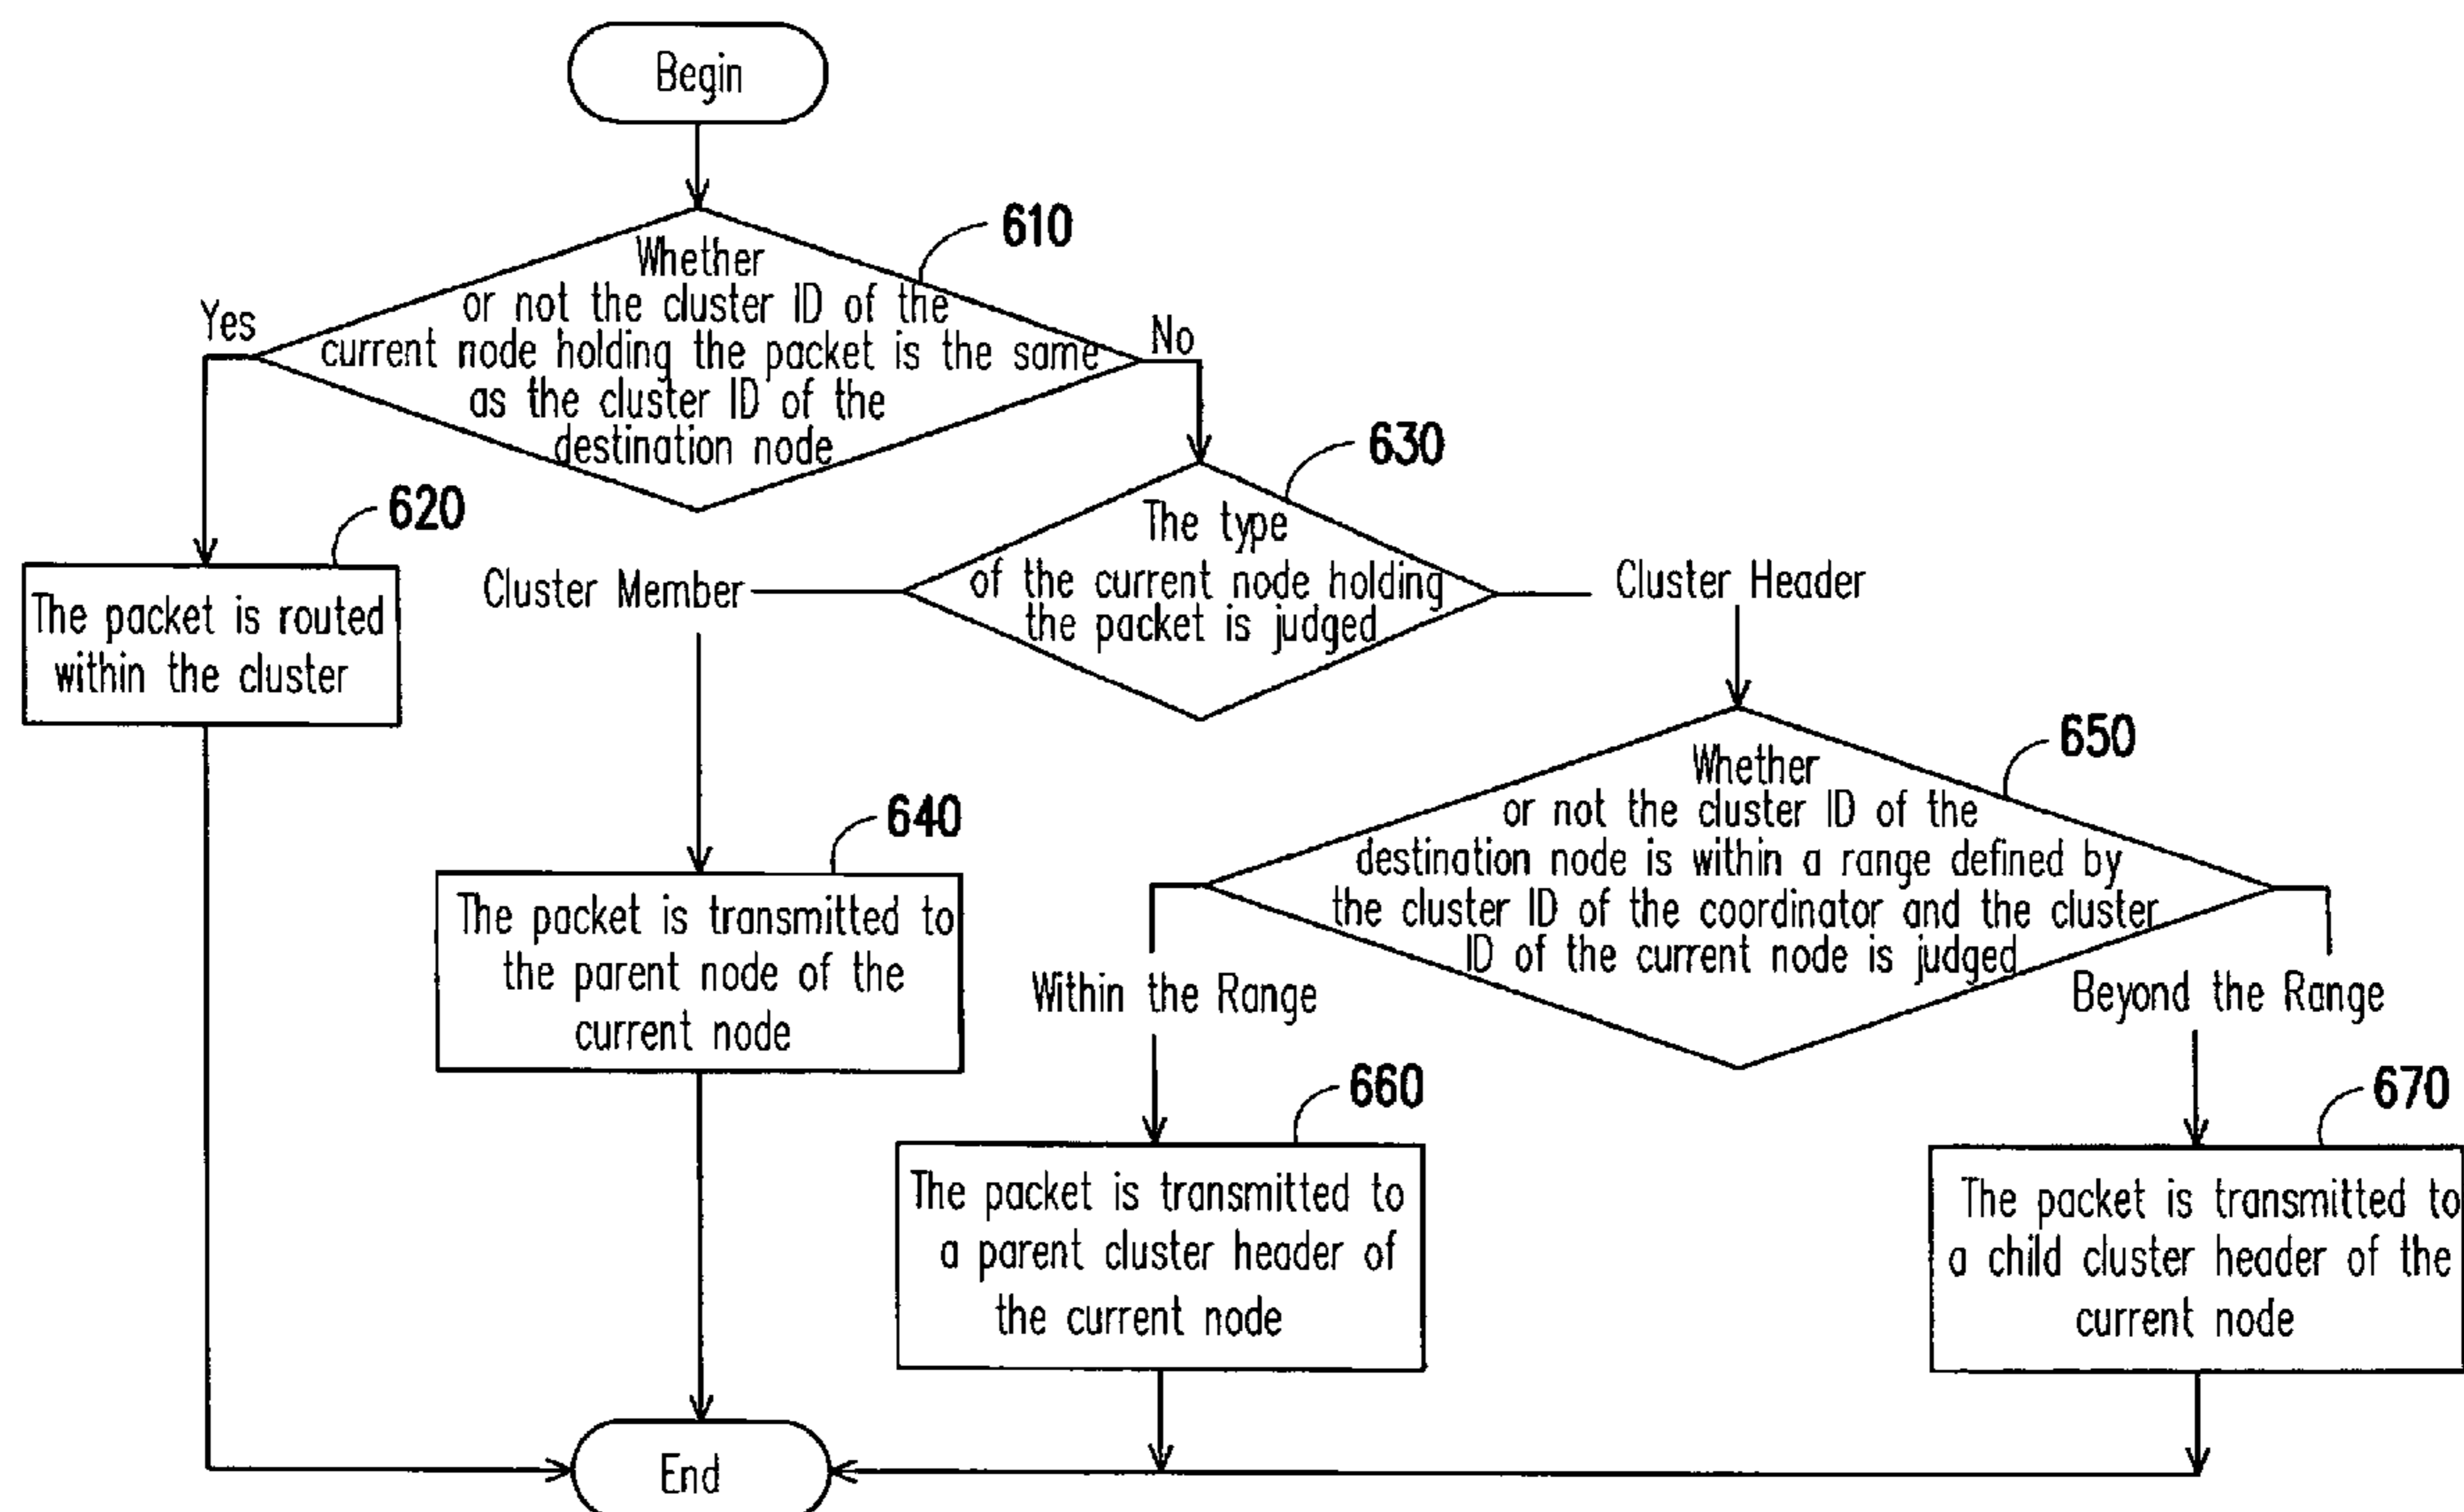 Begin
610
Whether
or not the cluster ID of the
current node holding the packet is the same
as the cluster ID of the
destination node
Yes
No
620
The packet is routed
within the cluster
630
The type
of the current node holding
the packet is judged
Cluster Member
Cluster Header
640
The packet is transmitted to
the parent node of the
current node
650
Whether
or not the cluster ID of the
destination node is within a range defined by
the cluster ID of the coordinator and the cluster
ID of the current node is judged
Within the Range
Beyond the Range
660
The packet is transmitted to
a parent cluster header of
the current node
670
The packet is transmitted to
a child cluster header of the
current node
End